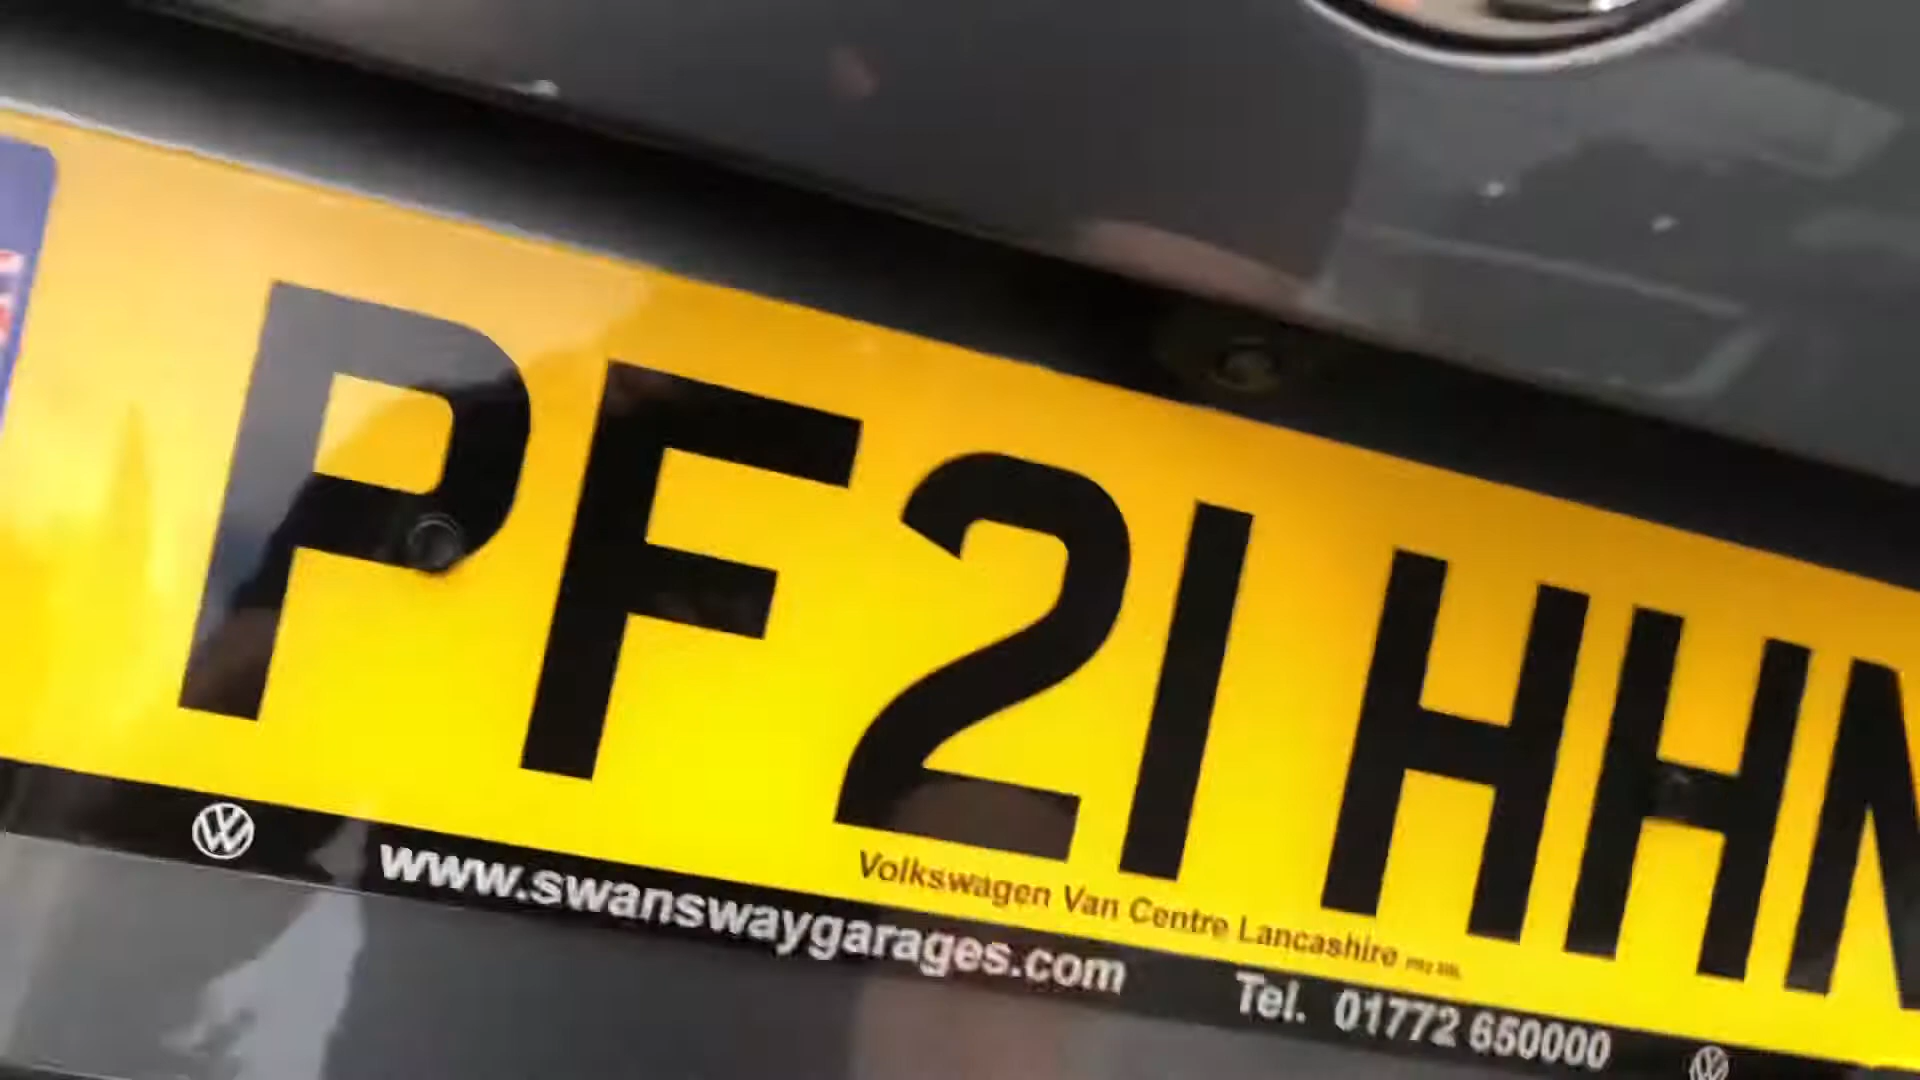 PF21 HHN
Volkswagen Van Centre Lancashire
www.swanswaygarages.com
Tel. 01772 650000